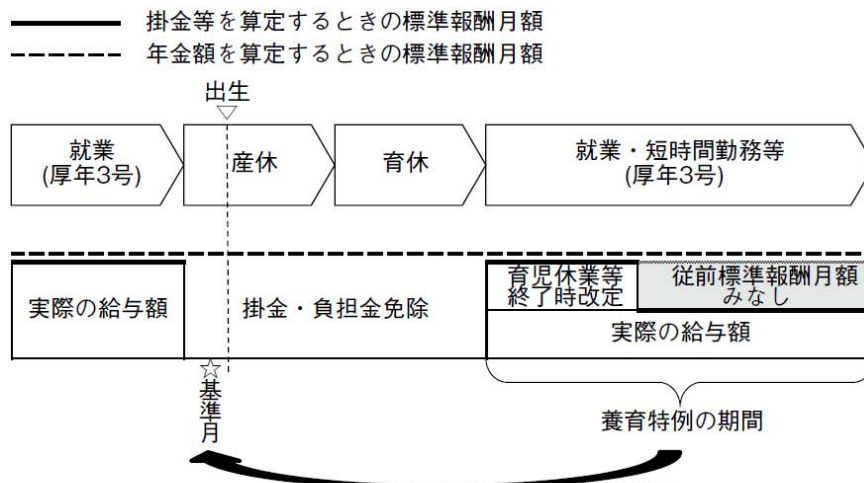 掛金等を算定するときの標準報酬月額
年金額を算定するときの標準報酬月額
出生
就業
(厚年3号)
産休
育休
就業・短時間勤務等
(厚年3号)
実際の給与額
掛金・負担金免除
育児休業等
終了時改定
従前標準報酬月額
みなし
実際の給与額
☆基準月
養育特例の期間